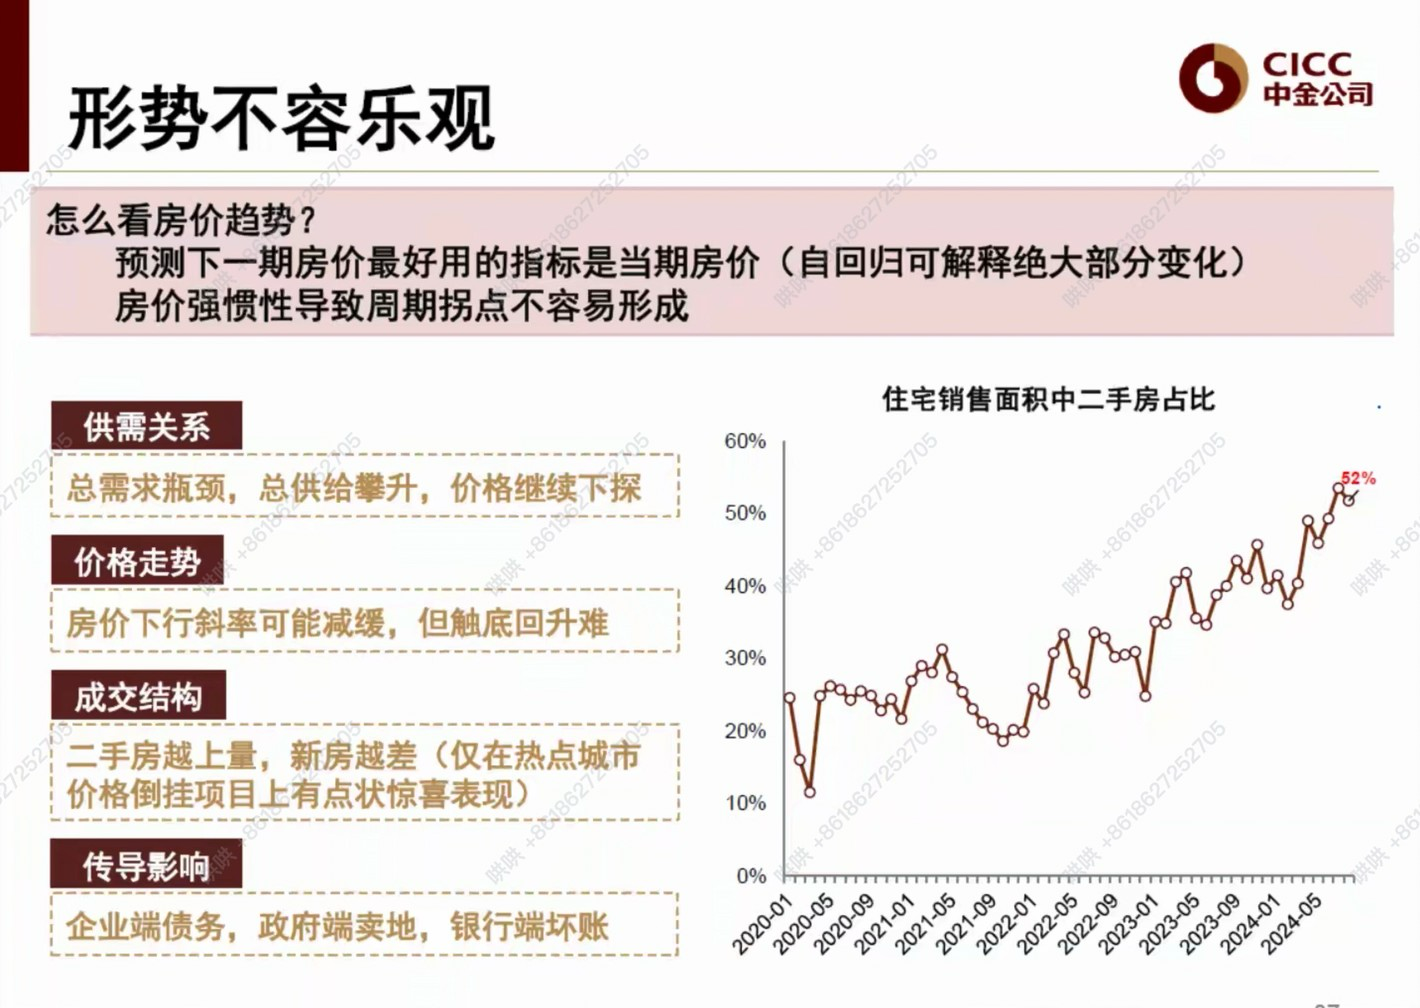 形势不容乐观
CICC
中金公司
怎么看房价趋势？
预测下一期房价最好用的指标是当期房价（自回归可解释绝大部分变化）
房价强惯性导致周期拐点不容易形成
供需关系
总需求瓶颈，总供给攀升，价格继续下探
价格走势
房价下行斜率可能减缓，但触底回升难
成交结构
二手房越上量，新房越差（仅在热点城市
价格倒挂项目上有点状惊喜表现）
传导影响
企业端债务，政府端卖地，银行端坏账
住宅销售面积中二手房占比
60%
50%
40%
30%
20%
10%
0%
52%
2020-01
2020-05
2020-09
2021-01
2021-05
2021-09
2022-01
2022-05
2022-09
2023-01
2023-05
2023-09
2024-01
2024-05
哄哄 +8618627252705